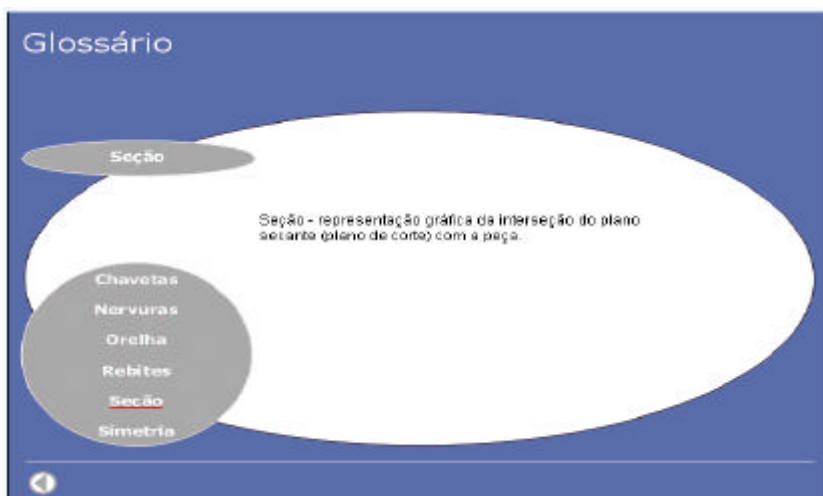 Glossário
Seção
Seção - representação gráfica da interseção do plano
secante (plano de corte) com a peça.
Chavetas
Nervuras
Orelha
Rebites
Seção
Simetria